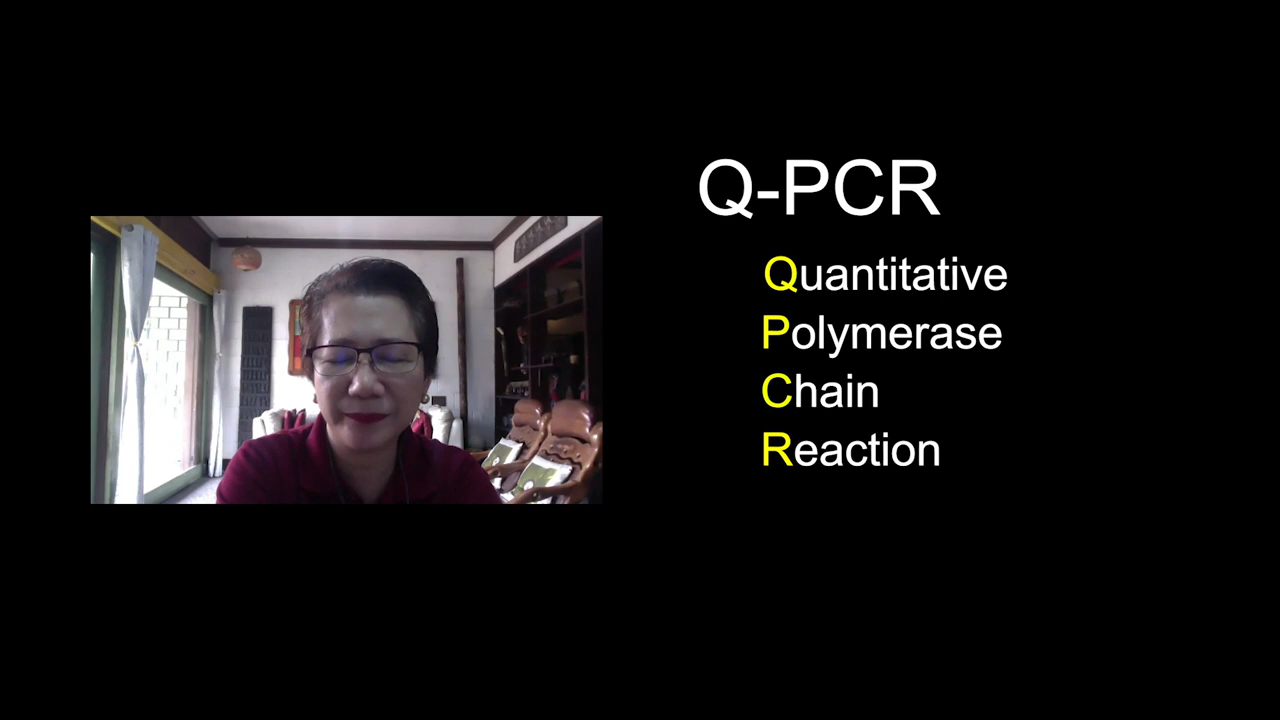 Q-PCR
Quantitative
Polymerase
Chain
Reaction